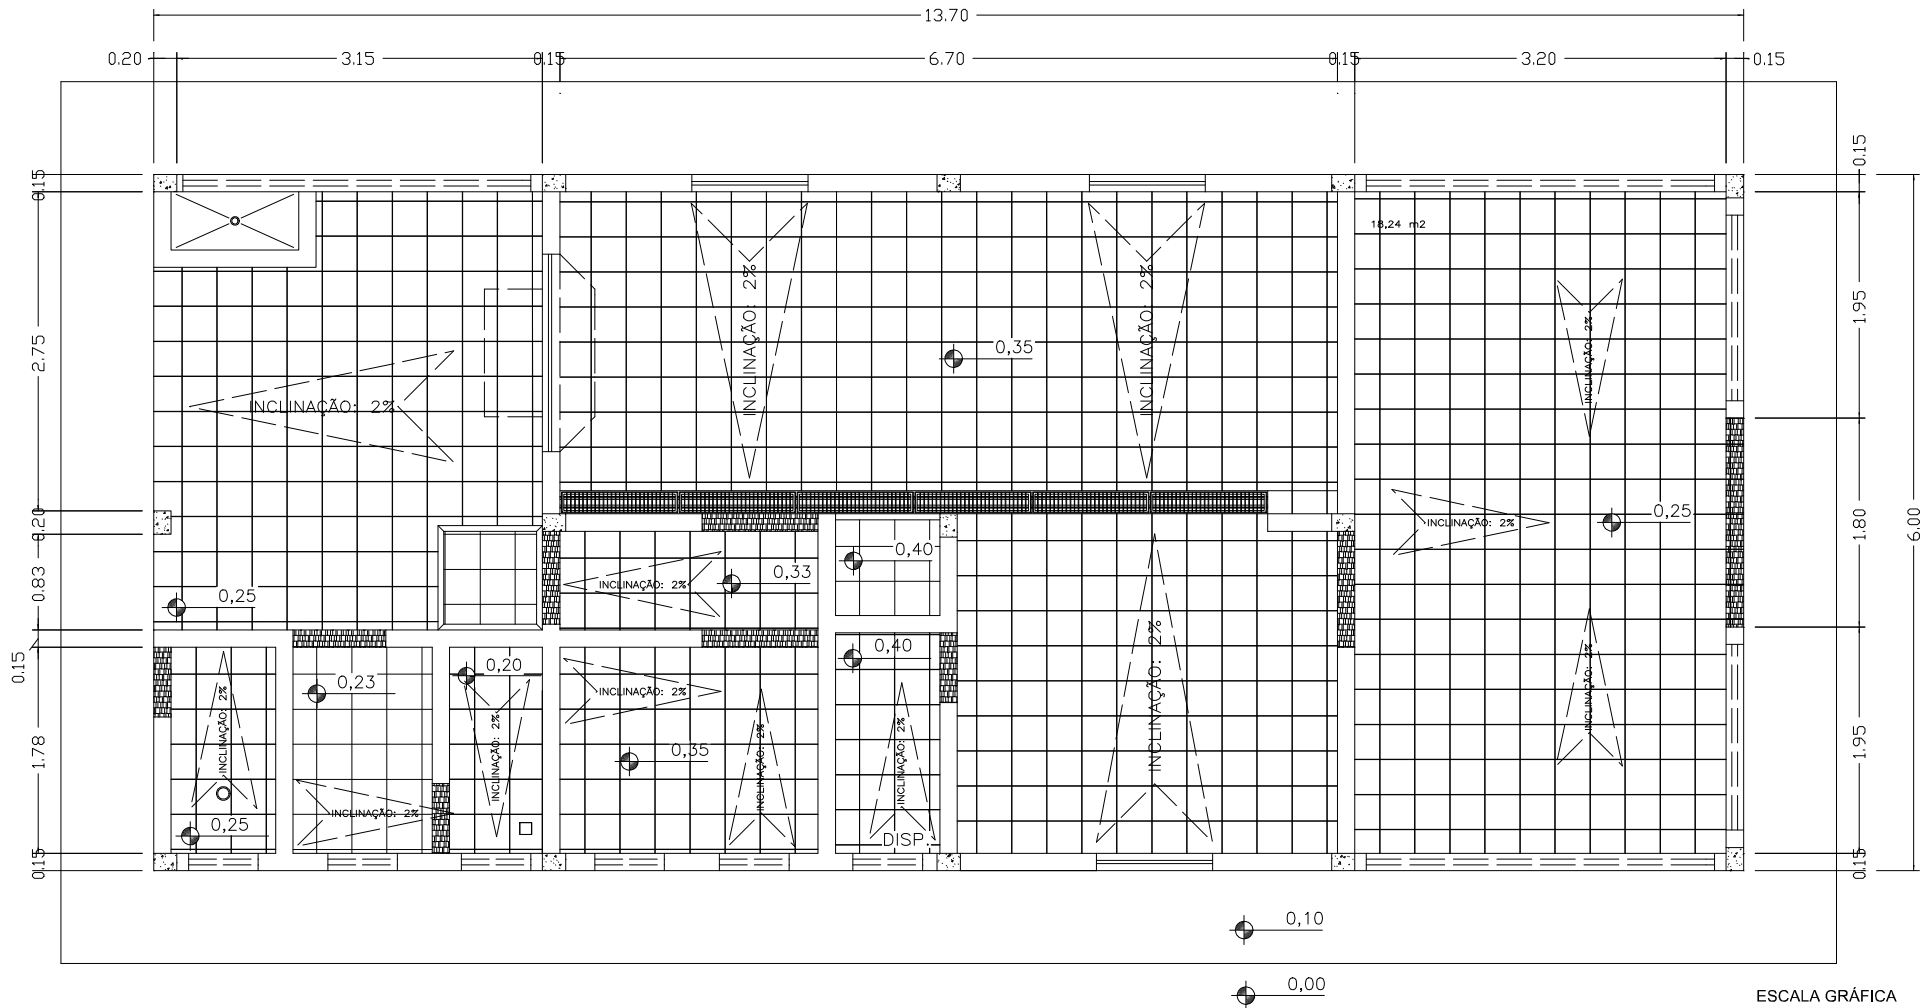 13.70
0.20
3.15
0.15
6.70
0.15
3.20
0.15
0.15
0.15
18,24 m2
INCLINAÇÃO: 2%
INCLINAÇÃO: 2%
INCLINAÇÃO: 2%
1.95
2.75
0,35
INCLINAÇÃO: 2%
0.20
0,25
INCLINAÇÃO: 2%
1.80
6.00
0,40
0,33
INCLINAÇÃO: 2%
0.83
0,25
0.15
0,40
0,20
0,23
INCLINAÇÃO: 2%
INCLINAÇÃO: 2%
INCLINAÇÃO: 2%
INCLINAÇÃO: 2%
1.78
0,35
INCLINAÇÃO: 2%
INCLINAÇÃO: 2%
INCLINAÇÃO: 2%
1.95
INCLINAÇÃO: 2%
0,25
DISP.
0.15
0.15
0,10
0,00
ESCALA GRÁFICA